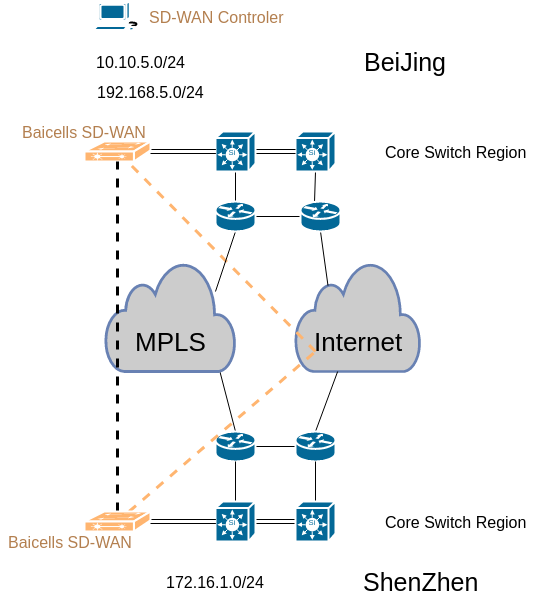 SD-WAN Controler
10.10.5.0/24
BeiJing
192.168.5.0/24
Baicells SD-WAN
Si
Si
Core Switch Region
MPLS
Internet
Si
Si
Core Switch Region
Baicells SD-WAN
172.16.1.0/24
ShenZhen